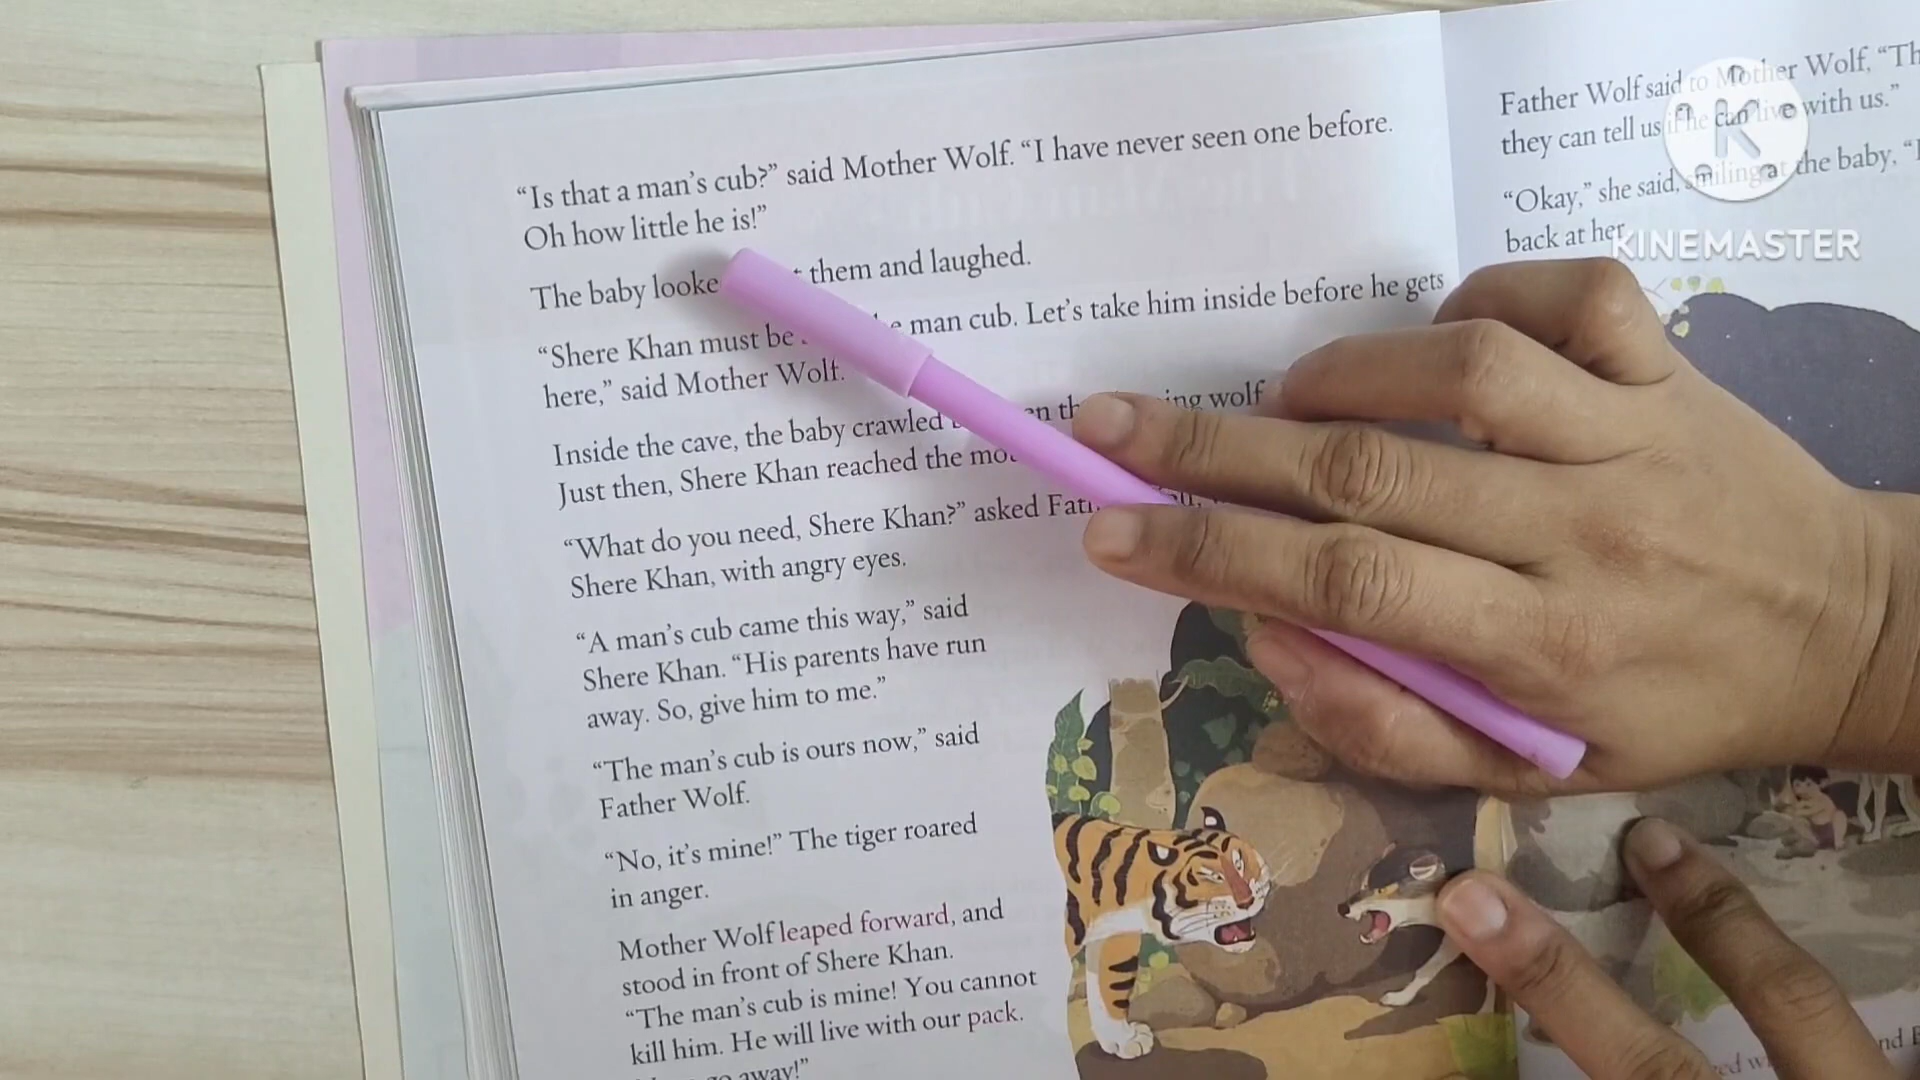 “Is that a man’s cub?” said Mother Wolf. “I have never seen one before.
Oh how little he is!”
The baby looke them and laughed.
“Shere Khan must be man cub. Let’s take him inside before he gets
here,” said Mother Wolf.
Inside the cave, the baby crawled wolf
Just then, Shere Khan reached the
“What do you need, Shere Khan?” asked
Shere Khan, with angry eyes.
“A man’s cub came this way,” said
Shere Khan. “His parents have run
away. So, give him to me.”
“The man’s cub is ours now,” said
Father Wolf.
“No, it’s mine!” The tiger roared
in anger.
Mother Wolf leaped forward, and
stood in front of Shere Khan.
“The man’s cub is mine! You cannot
kill him. He will live with our pack.
away!”
Father Wolf said to Mother Wolf,
they can tell us if he can live with us.”
“Okay,” she said, smiling at the baby,
back at her
KINEMASTER